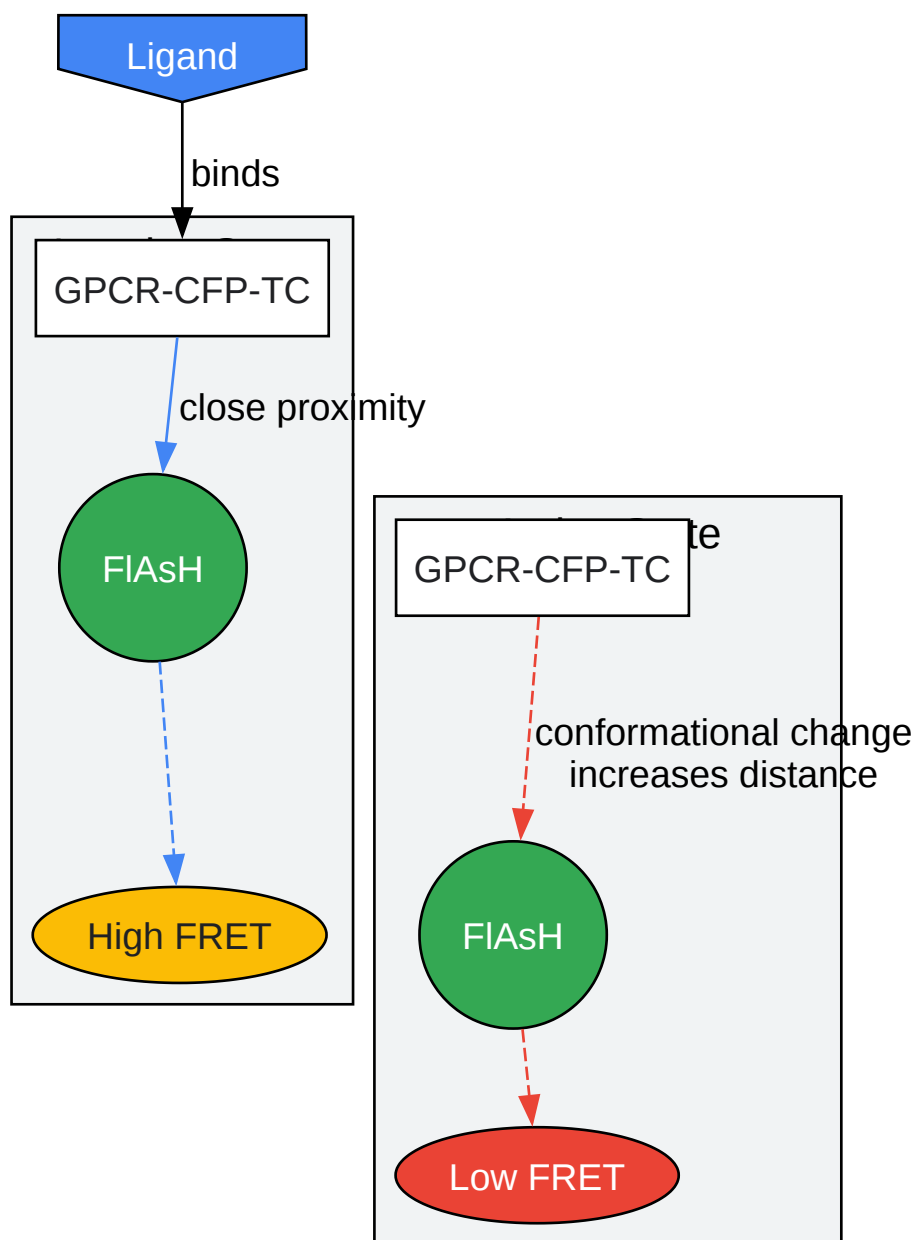 Ligand
binds
GPCR-CFP-TC
close proximity
FlAsH
High FRET
GPCR-CFP-TC
conformational change
increases distance
FlAsH
Low FRET